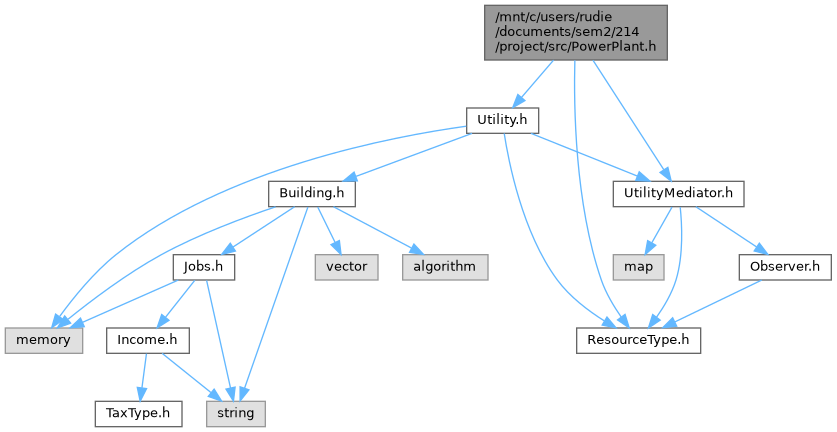 /mnt/c/users/rudie
/documents/sem2/214
/project/src/PowerPlant.h
Utility.h
Building.h
UtilityMediator.h
Jobs.h
vector
algorithm
map
Observer.h
memory
Income.h
ResourceType.h
TaxType.h
string